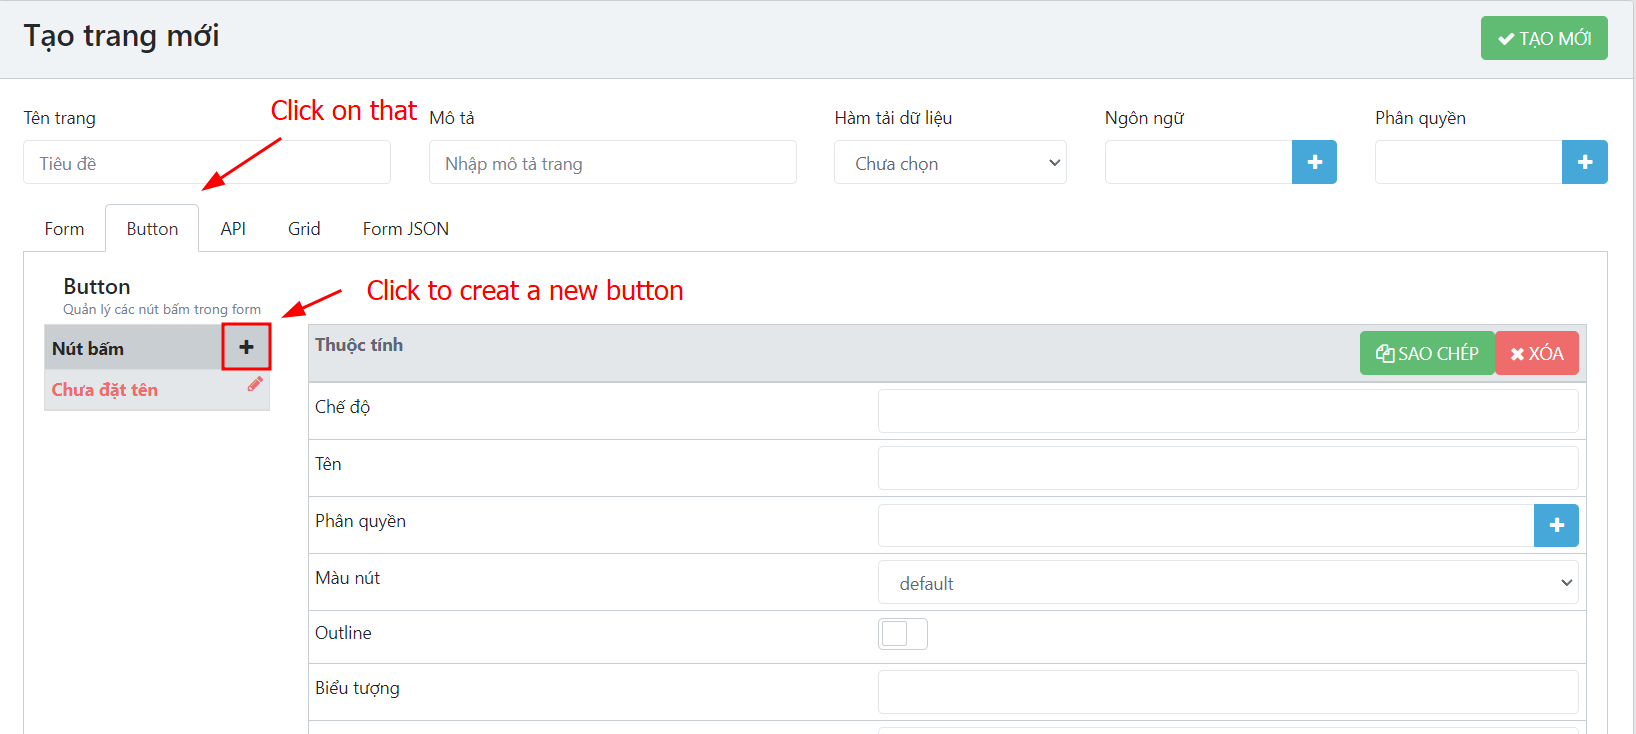 Tạo trang mới
TẠO MỚI
Click on that
Tên trang
Mô tả
Hàm tải dữ liệu
Ngôn ngữ
Phân quyền
Tiêu đề
Nhập mô tả trang
Chưa chọn
Form
Button
API
Grid
Form JSON
Button
Quản lý các nút bấm trong form
Click to creat a new button
Nút bấm
Chưa đặt tên
Thuộc tính
SAO CHÉP
XÓA
Chế độ
Tên
Phân quyền
Màu nút
default
Outline
Biểu tượng